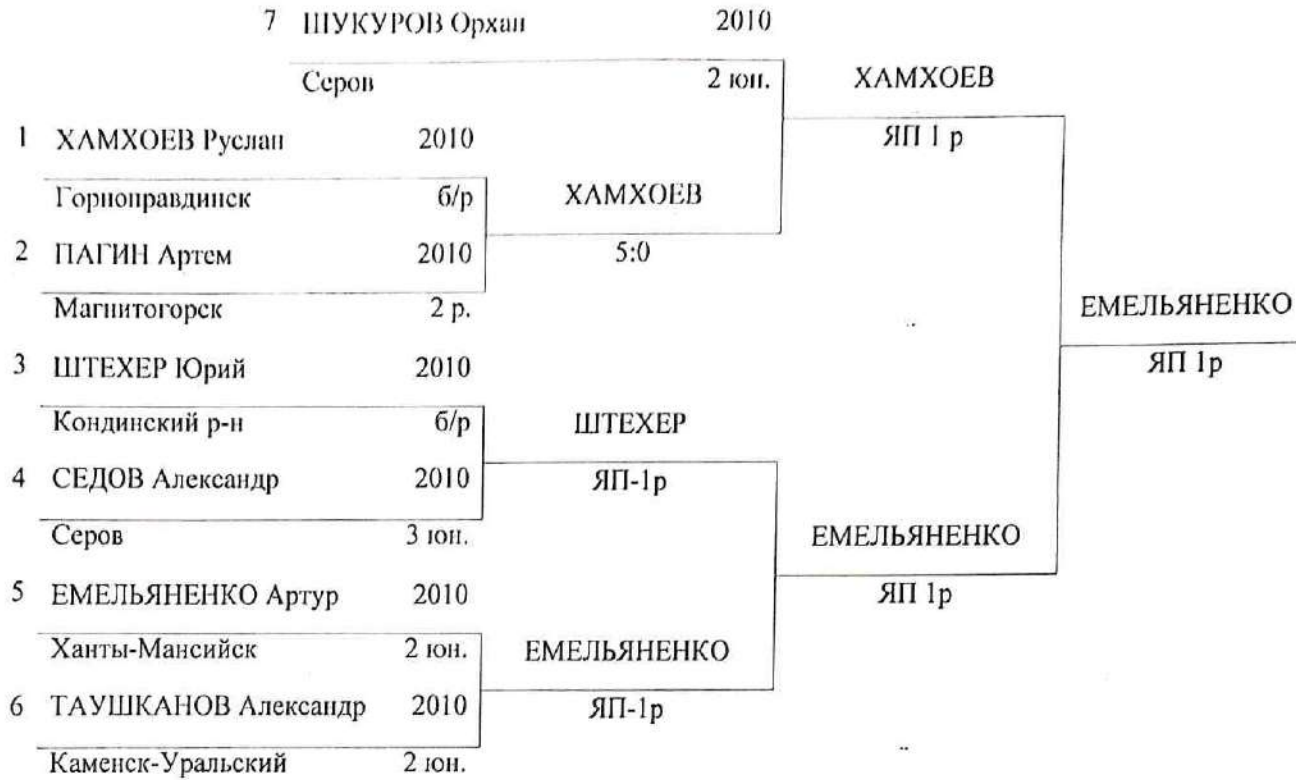 7 ШУКУРОВ Орхан 2010
Серов 2 юн.
ХАМХОЕВ
ЯП 1 р
1 ХАМХОЕВ Руслан 2010
Горноправдинск б/р
ХАМХОЕВ
5:0
2 ПАГИН Артем 2010
Магнитогорск 2 р.
ЕМЕЛЬЯНЕНКО
ЯП 1р
3 ШТЕХЕР Юрий 2010
Кондинский р-н б/р
ШТЕХЕР
ЯП-1р
4 СЕДОВ Александр 2010
Серов 3 юн.
ЕМЕЛЬЯНЕНКО
ЯП 1р
5 ЕМЕЛЬЯНЕНКО Артур 2010
Ханты-Мансийск 2 юн.
ЕМЕЛЬЯНЕНКО
ЯП-1р
6 ТАУШКАНОВ Александр 2010
Каменск-Уральский 2 юн.